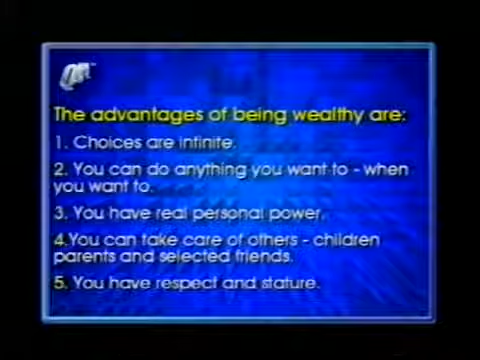 The advantages of being wealthy are:
1. Choices are infinite.
2. You can do anything you want to - when
you want to.
3. You have real personal power.
4.You can take care of others - children
parents and selected friends.
5. You have respect and stature.